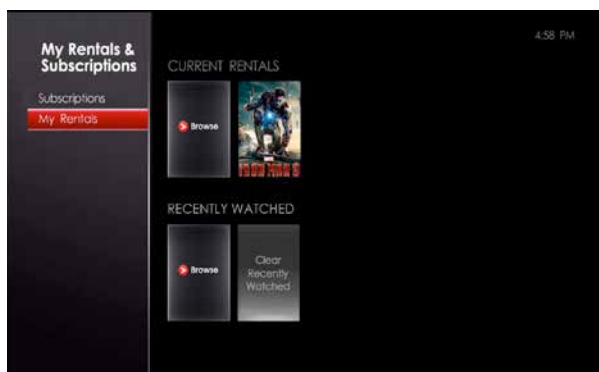 4:58 PM
My Rentals &
Subscriptions
Subscriptions
My Rentals
CURRENT RENTALS
Browse
MARVEL
IRON MAN 3
RECENTLY WATCHED
Browse
Clear
Recently
Watched